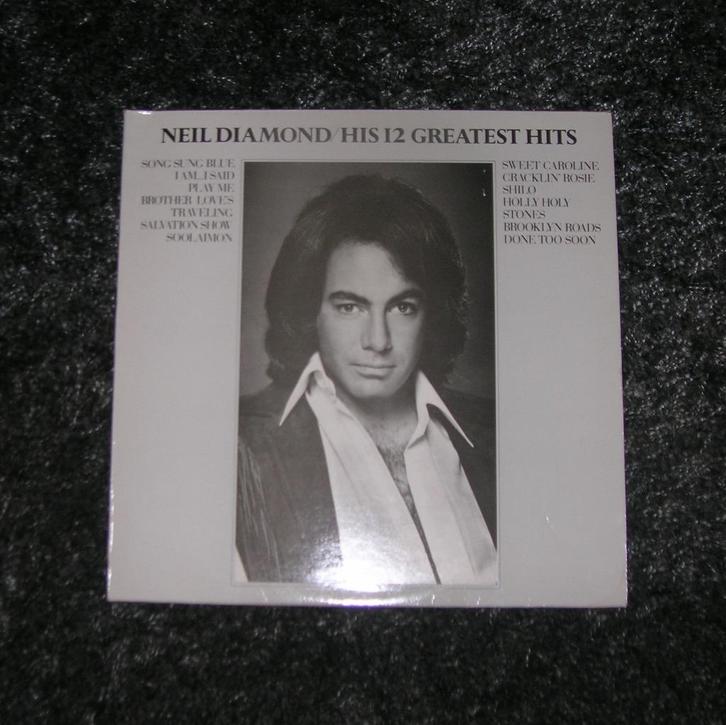 NEIL DIAMOND/HIS 12 GREATEST HITS
SONG SUNG BLUE
I AM...I SAID
PLAY ME
BROTHER LOVE'S
TRAVELING
SALVATION SHOW
SOOLAIMON
SWEET CAROLINE
CRACKLIN' ROSIE
SHILO
HOLLY HOLY
STONES
BROOKLYN ROADS
DONE TOO SOON